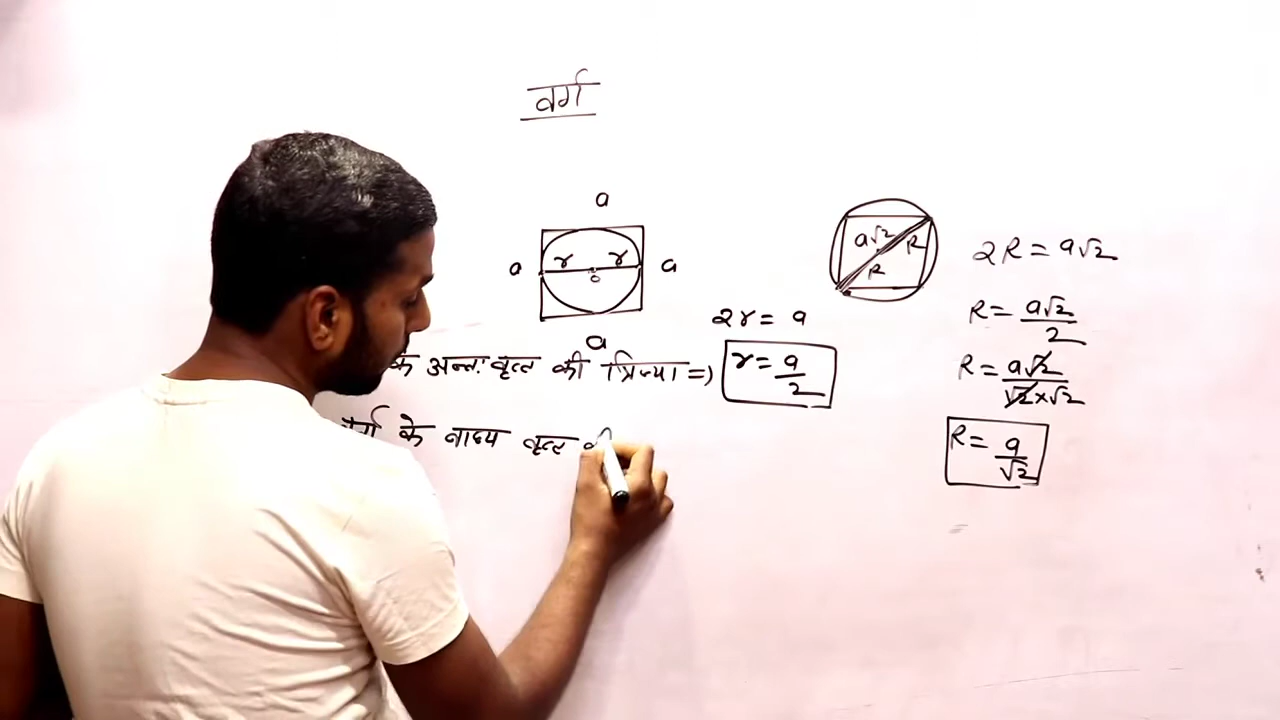 वर्ग
a
a r r a
o
a
a√2 R
R
2r = a
r = a/2
के अन्तः वृत्त की त्रिज्या =)
वर्ग के बाह्य वृत्त
2R = a√2
R = a√2/2
R = a√2/√2×√2
R = a/√2